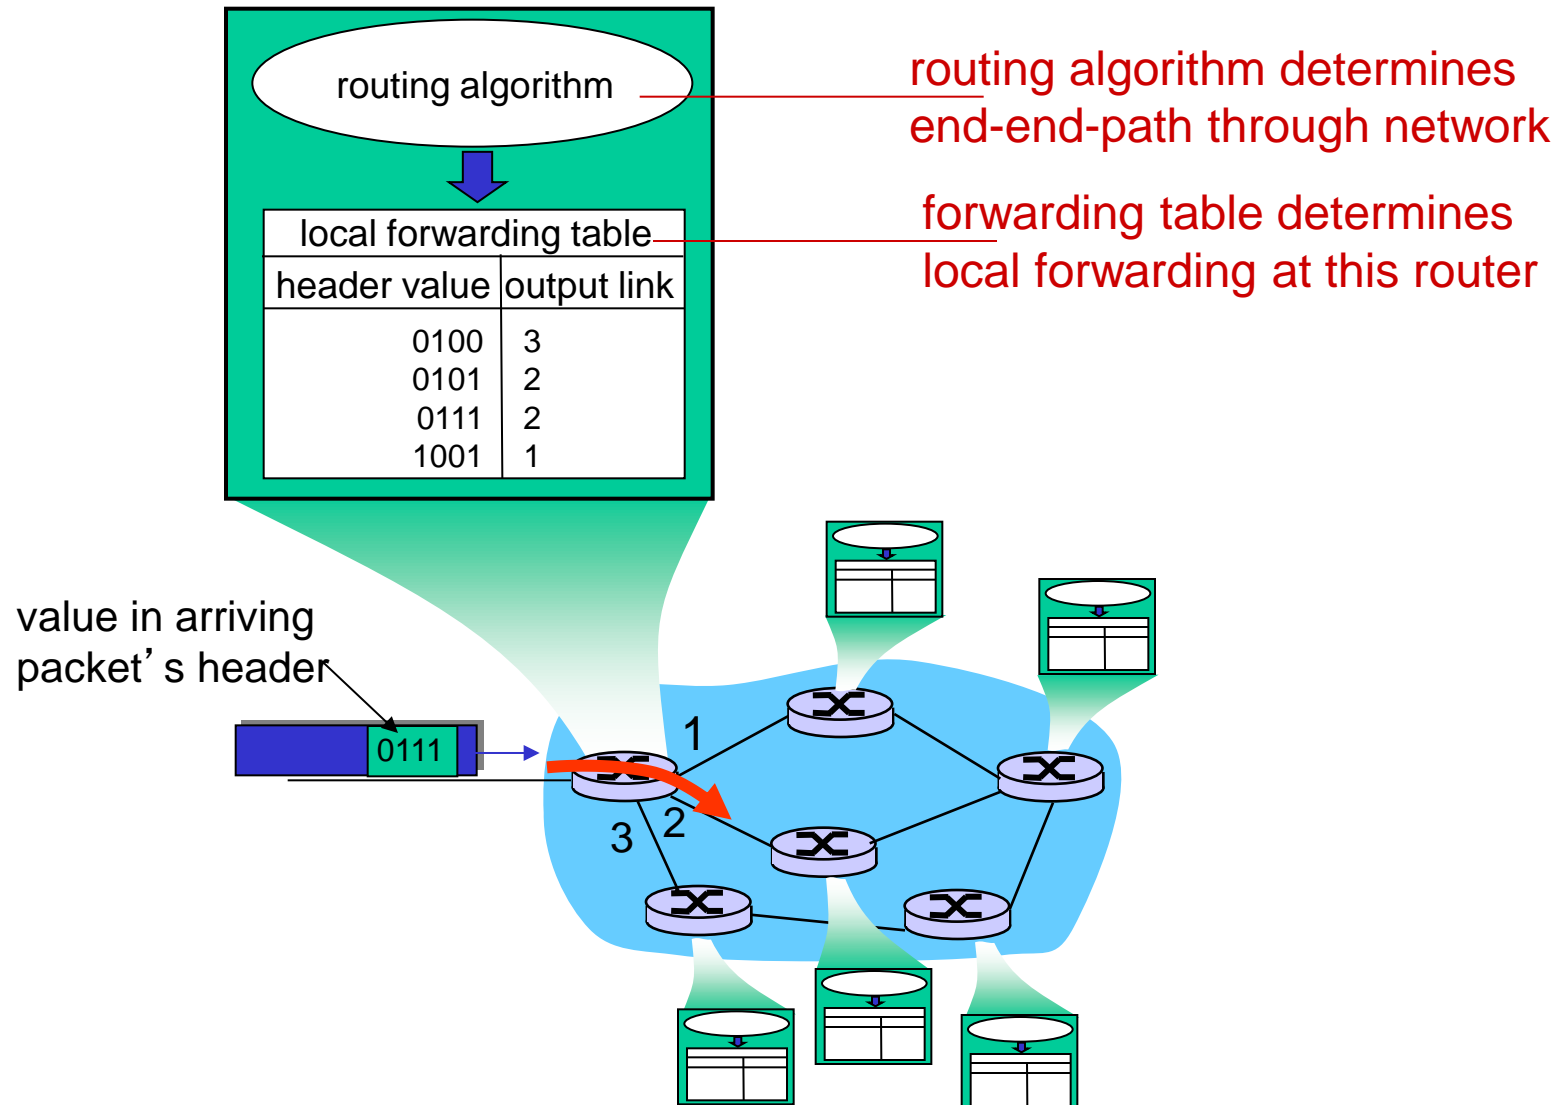 routing algorithm
routing algorithm determines
end-end-path through network
local forwarding table
forwarding table determines
local forwarding at this router
header value output link
0100 3
0101 2
0111 2
1001 1
value in arriving
packet’s header
0111
1
2
3